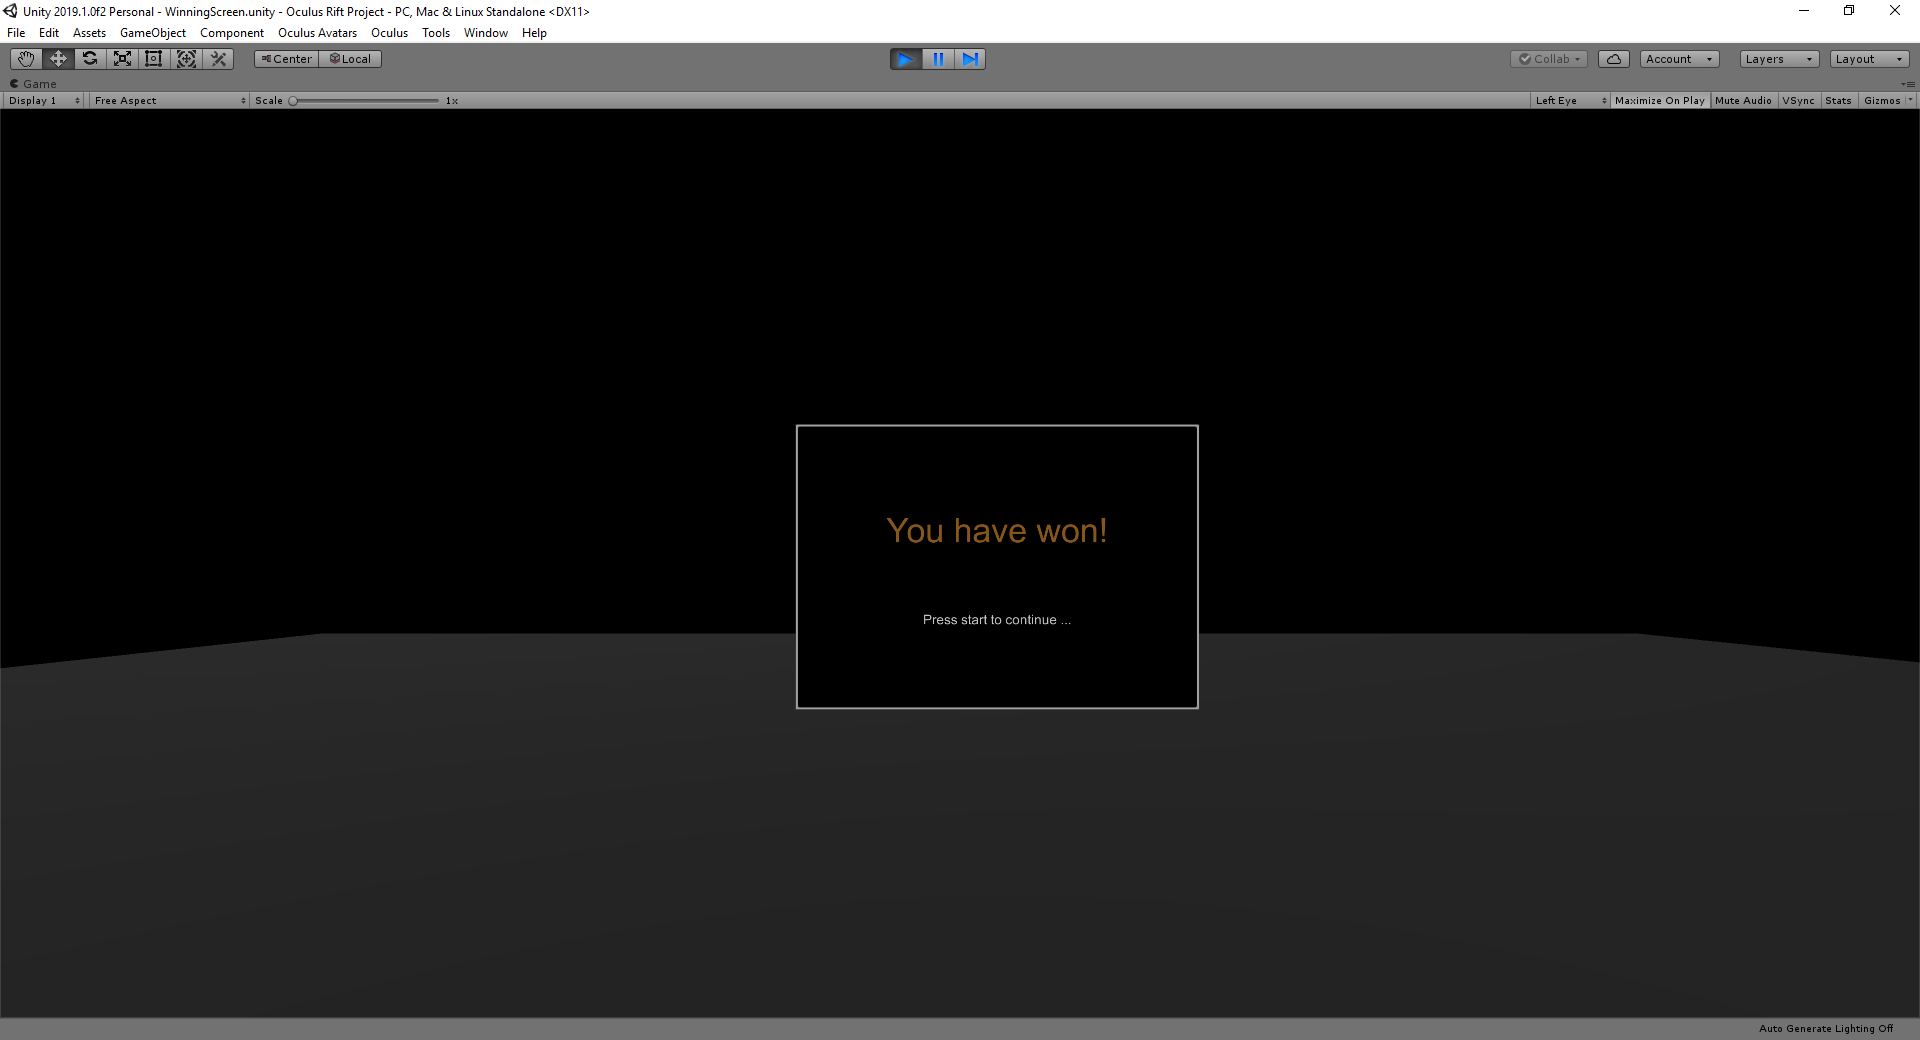 Unity 2019.1.0f2 Personal - WinningScreen.unity - Oculus Rift Project - PC, Mac & Linux Standalone <DX11>
File Edit Assets GameObject Component Oculus Avatars Oculus Tools Window Help
Center Local Collab Account Layers Layout
Game
Display 1 Free Aspect Scale 1x Left Eye Maximize On Play Mute Audio VSync Stats Gizmos
You have won!
Press start to continue ...
Auto Generate Lighting Off